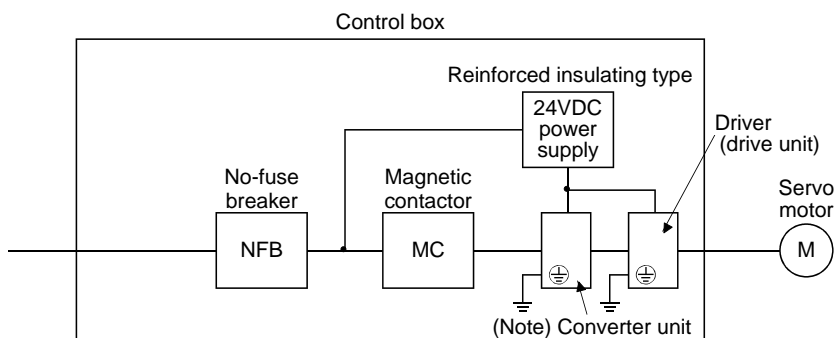 Control box
Reinforced insulating type
24VDC
power
supply
Driver
(drive unit)
No-fuse
breaker
Magnetic
contactor
Servo
motor
NFB
MC
M
(Note) Converter unit